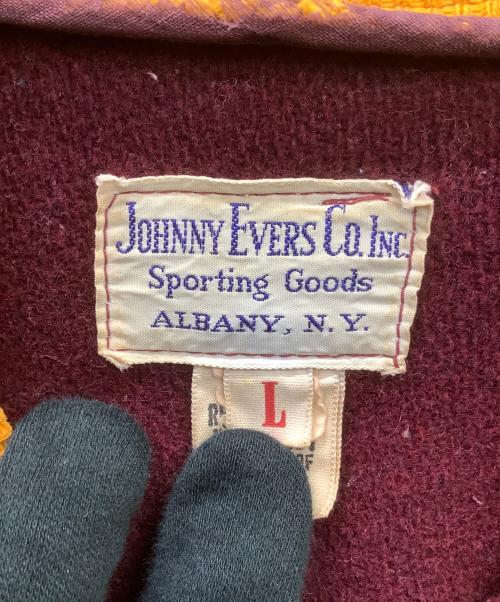 JOHNNY EVERS CO. INC.
Sporting Goods
ALBANY, N. Y.
L